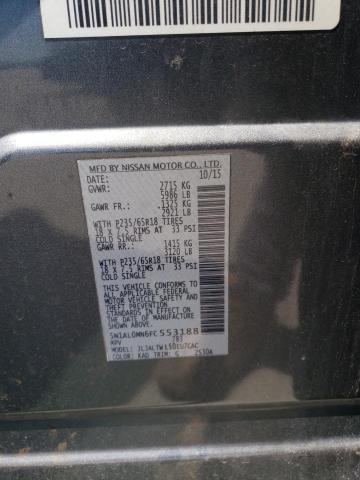 MFD BY NISSAN MOTOR CO., LTD.
DATE: 10/15
GVWR: 2715 KG
5986 LB
GAWR FR.: 1325 KG
2921 LB
WITH P235/65R18 TIRES
18 X 7.5 RIMS AT 33 PSI
COLD SINGLE
GAWR RR.: 1415 KG
3120 LB
WITH P235/65R18 TIRES
18 X 7.5 RIMS AT 33 PSI
COLD SINGLE
THIS VEHICLE CONFORMS TO
ALL APPLICABLE FEDERAL
MOTOR VEHICLE SAFETY AND
THEFT PREVENTION STANDARDS
IN EFFECT ON THE DATE OF
MANUFACTURE SHOWN ABOVE.
5N1AL0MN6FC553188
MPV 783
MODEL:
COLOR: KAD TRIM: G